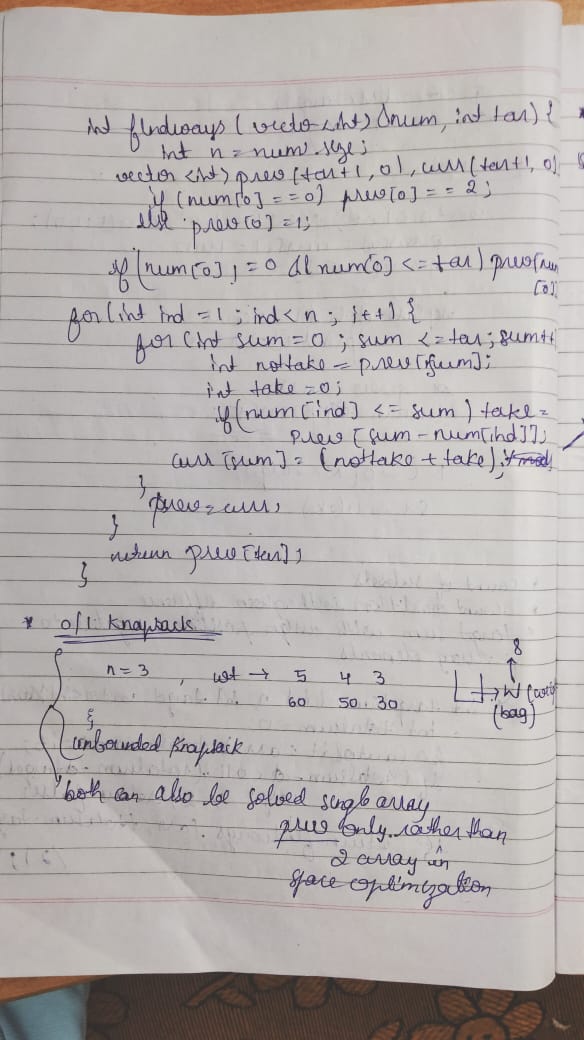 int findways (vector<int> &num, int tar) {
int n = num.size;
vector <int> prev (tar+1, 0), curr (tar+1, 0)
if (num[0] == 0) prev[0] == 2;
else prev[0] = 1;
if (num[0] != 0 && num[0] <= tar) prev[num
[0]
for (int ind = 1 ; ind < n ; i++) {
for (int sum = 0 ; sum <= tar; sum++
int nottake = prev[sum];
int take = 0;
if (num[ind] <= sum) take =
prev [sum - num[ind]];
curr [sum] = (nottake + take);
}
prev = curr;
}
return prev[tar];
}
* 0/1 Knapsack
8
n = 3 , wt → 5 4 3
W
60 50 30
(bag)
&
unbounded Knapsack
both can also be solved single array
prev only rather than
2 array in
space optimization